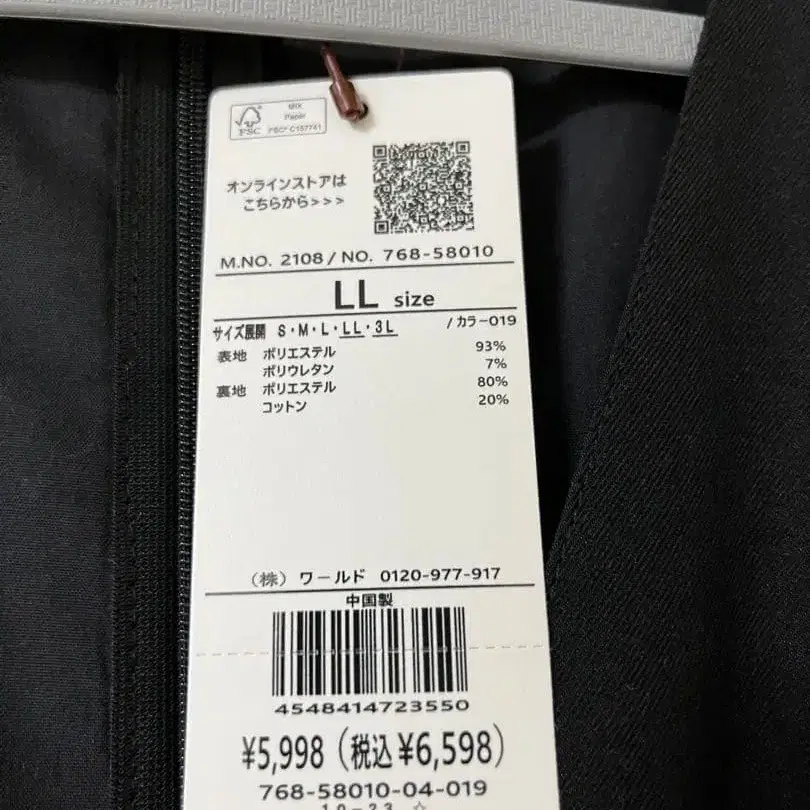 FSC
MIX
Paper
FSC® C157741
オンラインストアは
こちらから>>>
M.NO. 2108 / NO. 768-58010
LL size
サイズ展開 S・M・L・LL・3L /カラー019
表地 ポリエステル 93%
ポリウレタン 7%
裏地 ポリエステル 80%
コットン 20%
(株) ワールド 0120-977-917
中国製
4548414723550
¥5,998(税込¥6,598)
768-58010-04-019
10-23 ☆